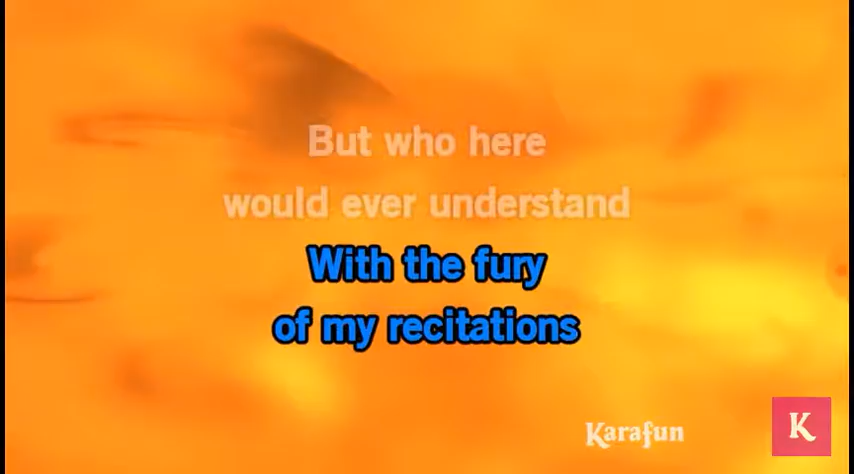 But who here
would ever understand
With the fury
of my recitations
Karafun
K